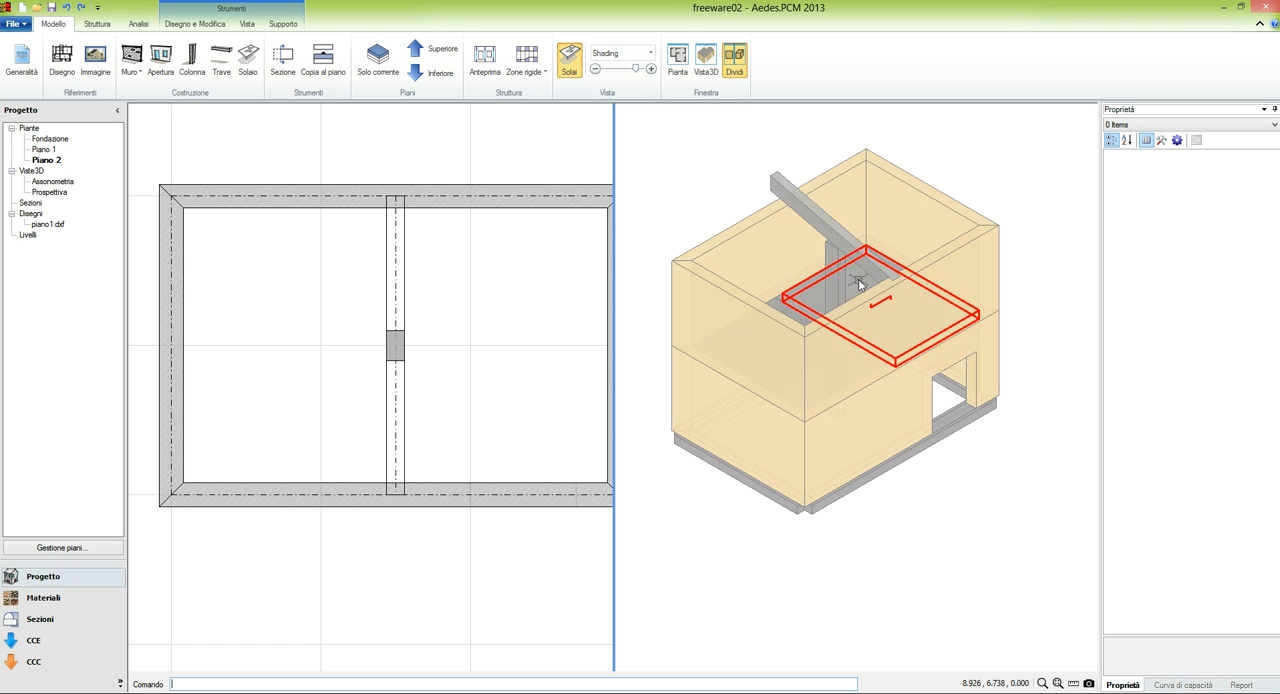 freeware02 - Aedes.PCM 2013
Strumenti
File
Modello
Struttura
Analisi
Disegno e Modifica
Vista
Supporto
Generalità
Disegno
Immagine
Riferimenti
Muro
Apertura
Colonna
Trave
Solaio
Costruzione
Sezione
Copia al piano
Strumenti
Solo corrente
Superiore
Inferiore
Piani
Anteprima
Zone rigide
Struttura
Solai
Shading
Vista
Pianta
Vista3D
Dividi
Finestra
Progetto
Piante
Fondazione
Piano 1
Piano 2
Viste3D
Assonometria
Prospettiva
Sezioni
Disegni
piano1.dxf
Livelli
Gestione piani...
Progetto
Materiali
Sezioni
CCE
CCC
Comando
8.926 , 6.738 , 0.000
Proprietà
0 Items
Proprietà
Curva di capacità
Report